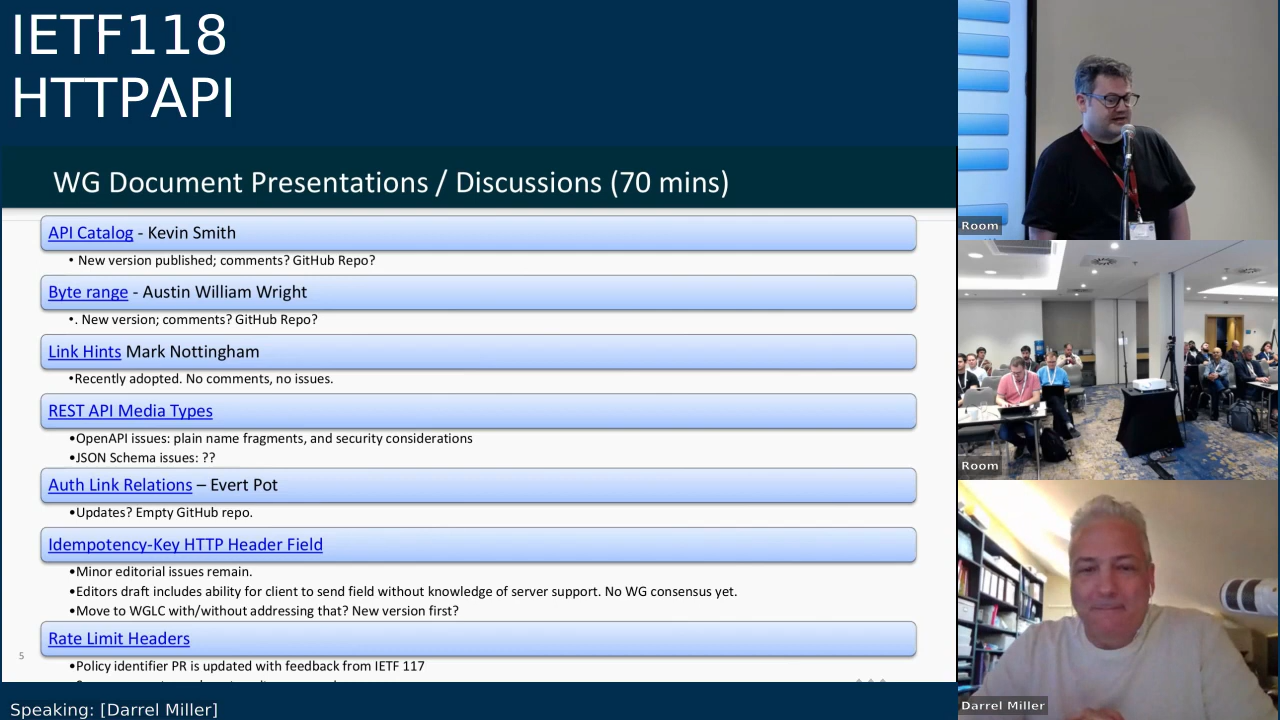 IETF118
HTTPAPI
WG Document Presentations / Discussions (70 mins)
API Catalog - Kevin Smith
• New version published; comments? GitHub Repo?
Byte range - Austin William Wright
•. New version; comments? GitHub Repo?
Link Hints Mark Nottingham
•Recently adopted. No comments, no issues.
REST API Media Types
•OpenAPI issues: plain name fragments, and security considerations
•JSON Schema issues: ??
Auth Link Relations – Evert Pot
•Updates? Empty GitHub repo.
Idempotency-Key HTTP Header Field
•Minor editorial issues remain.
•Editors draft includes ability for client to send field without knowledge of server support. No WG consensus yet.
•Move to WGLC with/without addressing that? New version first?
Rate Limit Headers
5
•Policy identifier PR is updated with feedback from IETF 117
Speaking: [Darrel Miller]
Room
Room
Darrel Miller